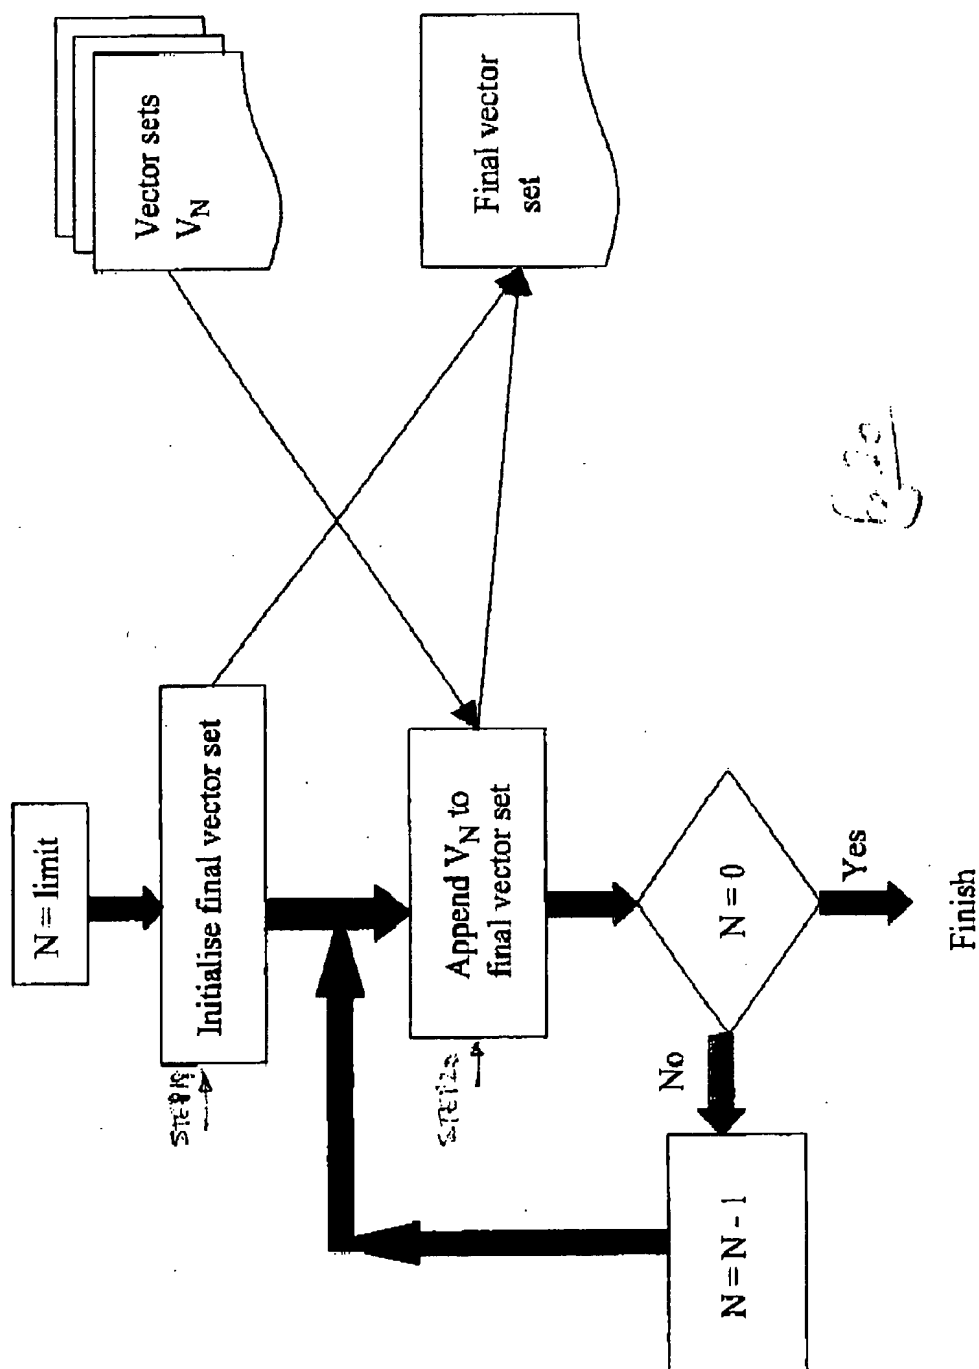 N = limit
Initialise final vector set
Append V_N to
final vector set
N = 0
Yes
Finish
No
N = N - 1
Vector sets
V_N
Final vector
set